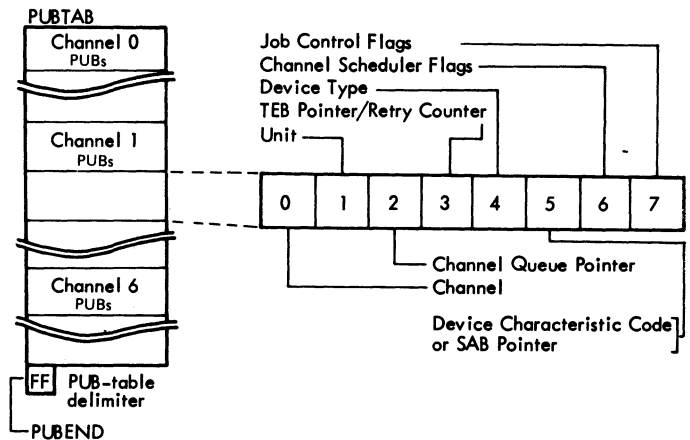 PUBTAB
Channel 0
PUBs
Channel 1
PUBs
Channel 6
PUBs
FF
PUB-table
delimiter
PUBEND
Job Control Flags
Channel Scheduler Flags
Device Type
TEB Pointer/Retry Counter
Unit
0 1 2 3 4 5 6 7
Channel Queue Pointer
Channel
Device Characteristic Code
or SAB Pointer